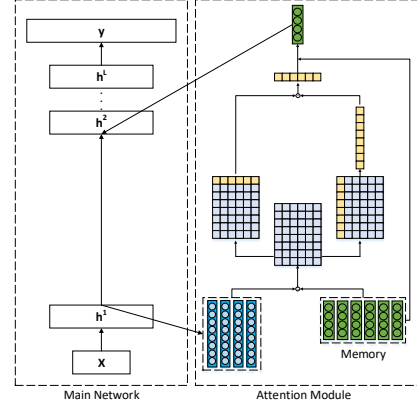 y
h^L
h^2
h^1
X
Memory
Main Network
Attention Module